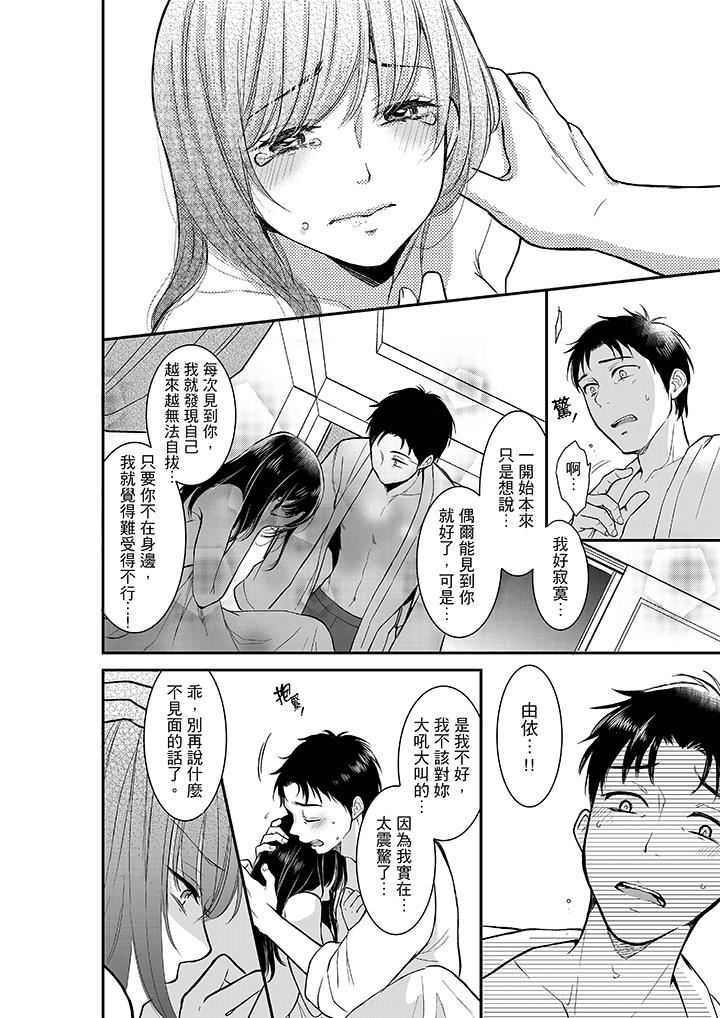 驚
啊…
我好寂寞…
一開始本來
只是想說…
偶爾能見到你
就好了，可是…
每次見到你，
我就發現自己
越來越無法自拔…
只要你不在身邊，
我就覺得難受得不行…!
由依…!!
是我不好，
我不該對妳
大吼大叫的…
因為我實在…
太震驚了…
抱緊
乖，別再說什麼
不見面的話了。